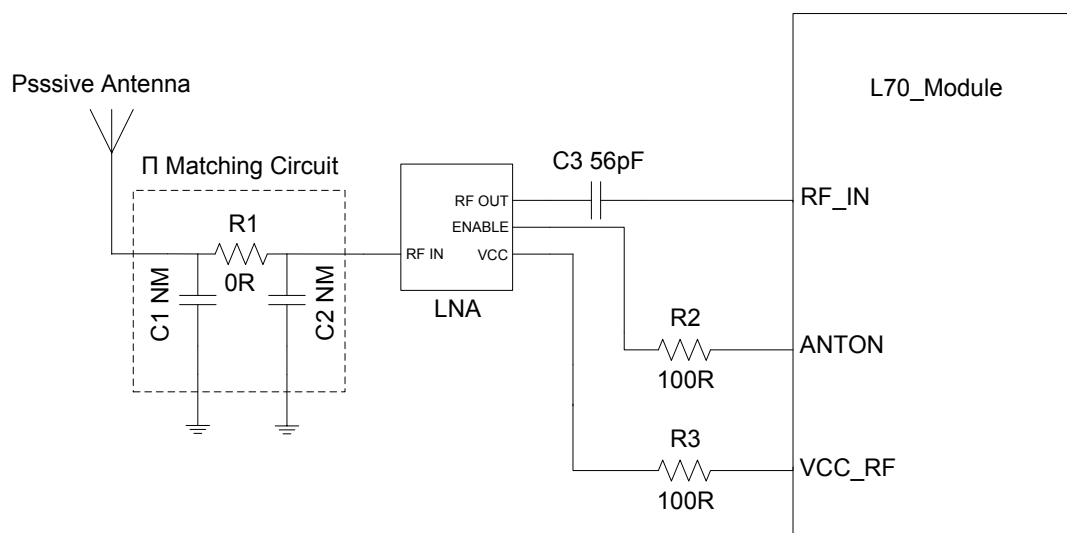 Psssive Antenna
Π Matching Circuit
R1
0R
C1 NM
C2 NM
RF IN
RF OUT
ENABLE
VCC
LNA
C3 56pF
R2
100R
R3
100R
L70_Module
RF_IN
ANTON
VCC_RF